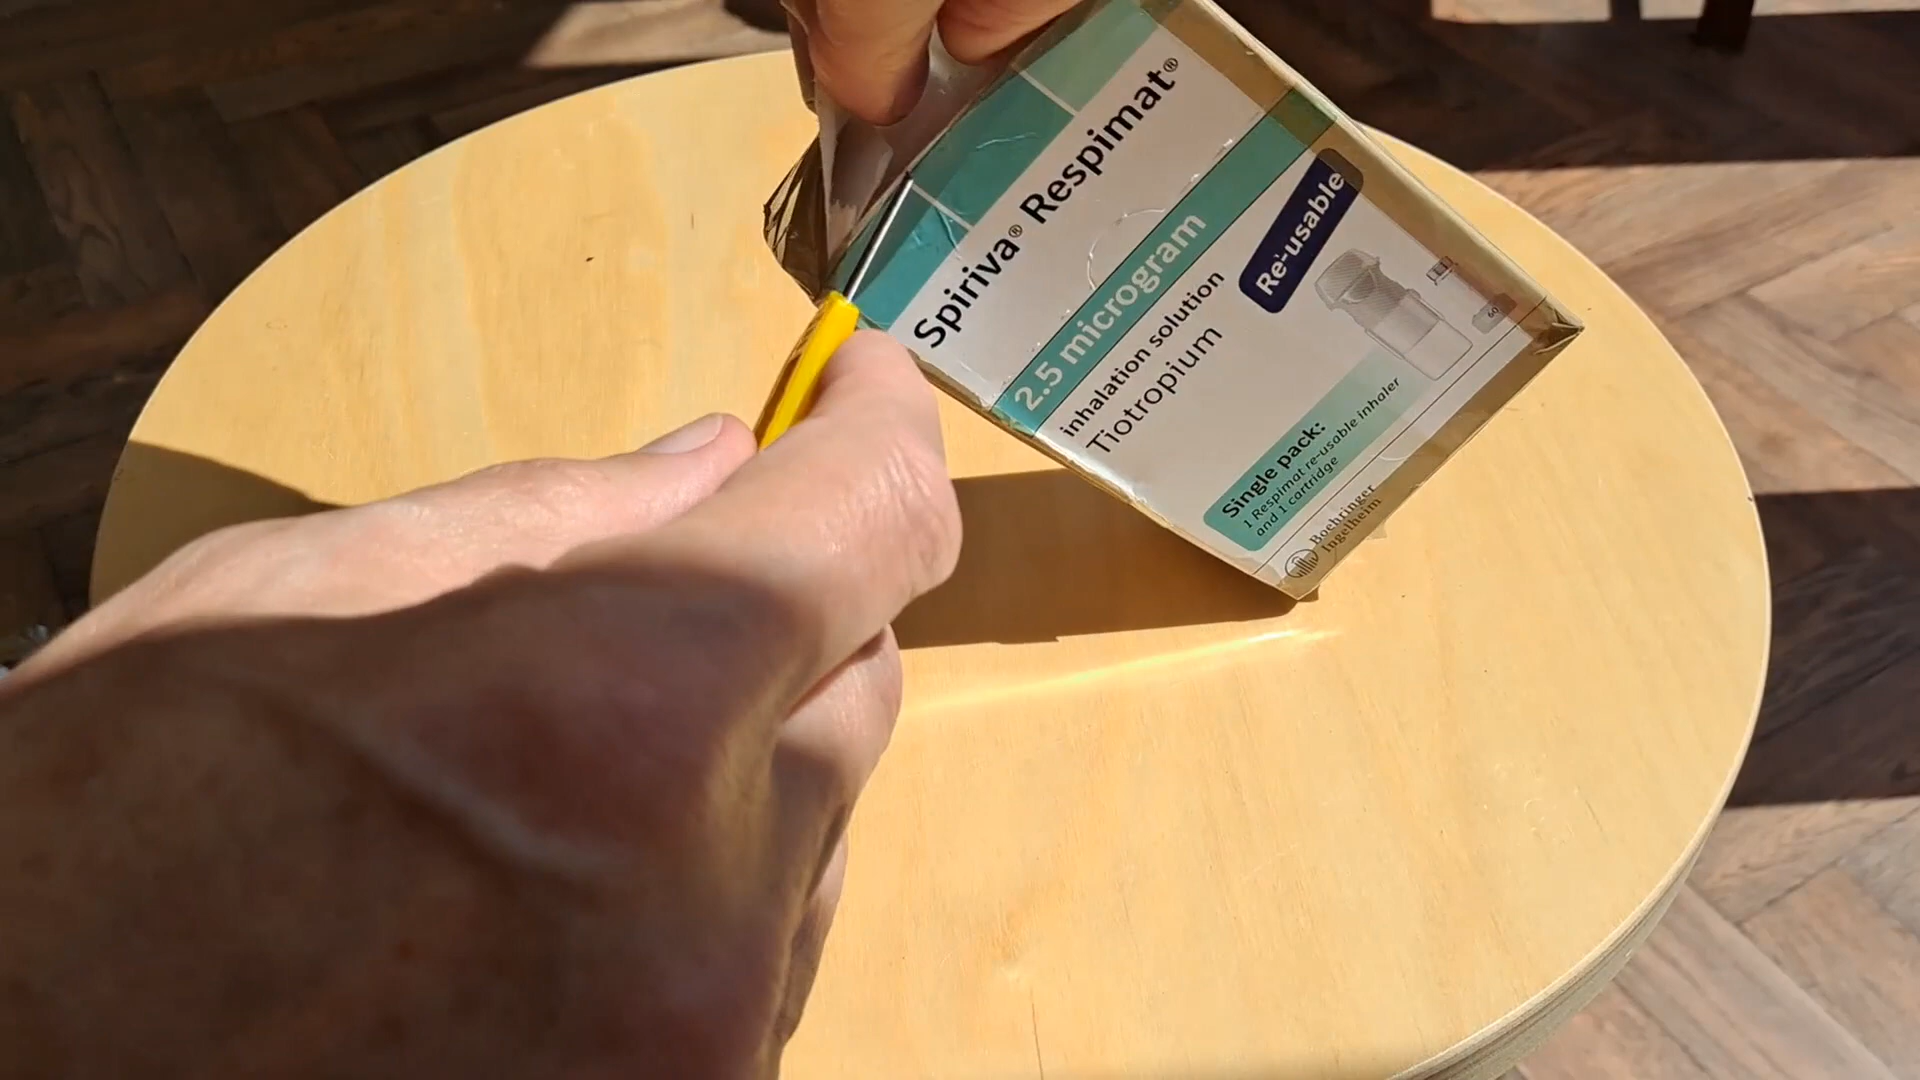 Spiriva® Respimat®
2.5 microgram
inhalation solution
Tiotropium
Re-usable
60
Single pack:
1 Respimat re-usable inhaler
and 1 cartridge
Boehringer
Ingelheim